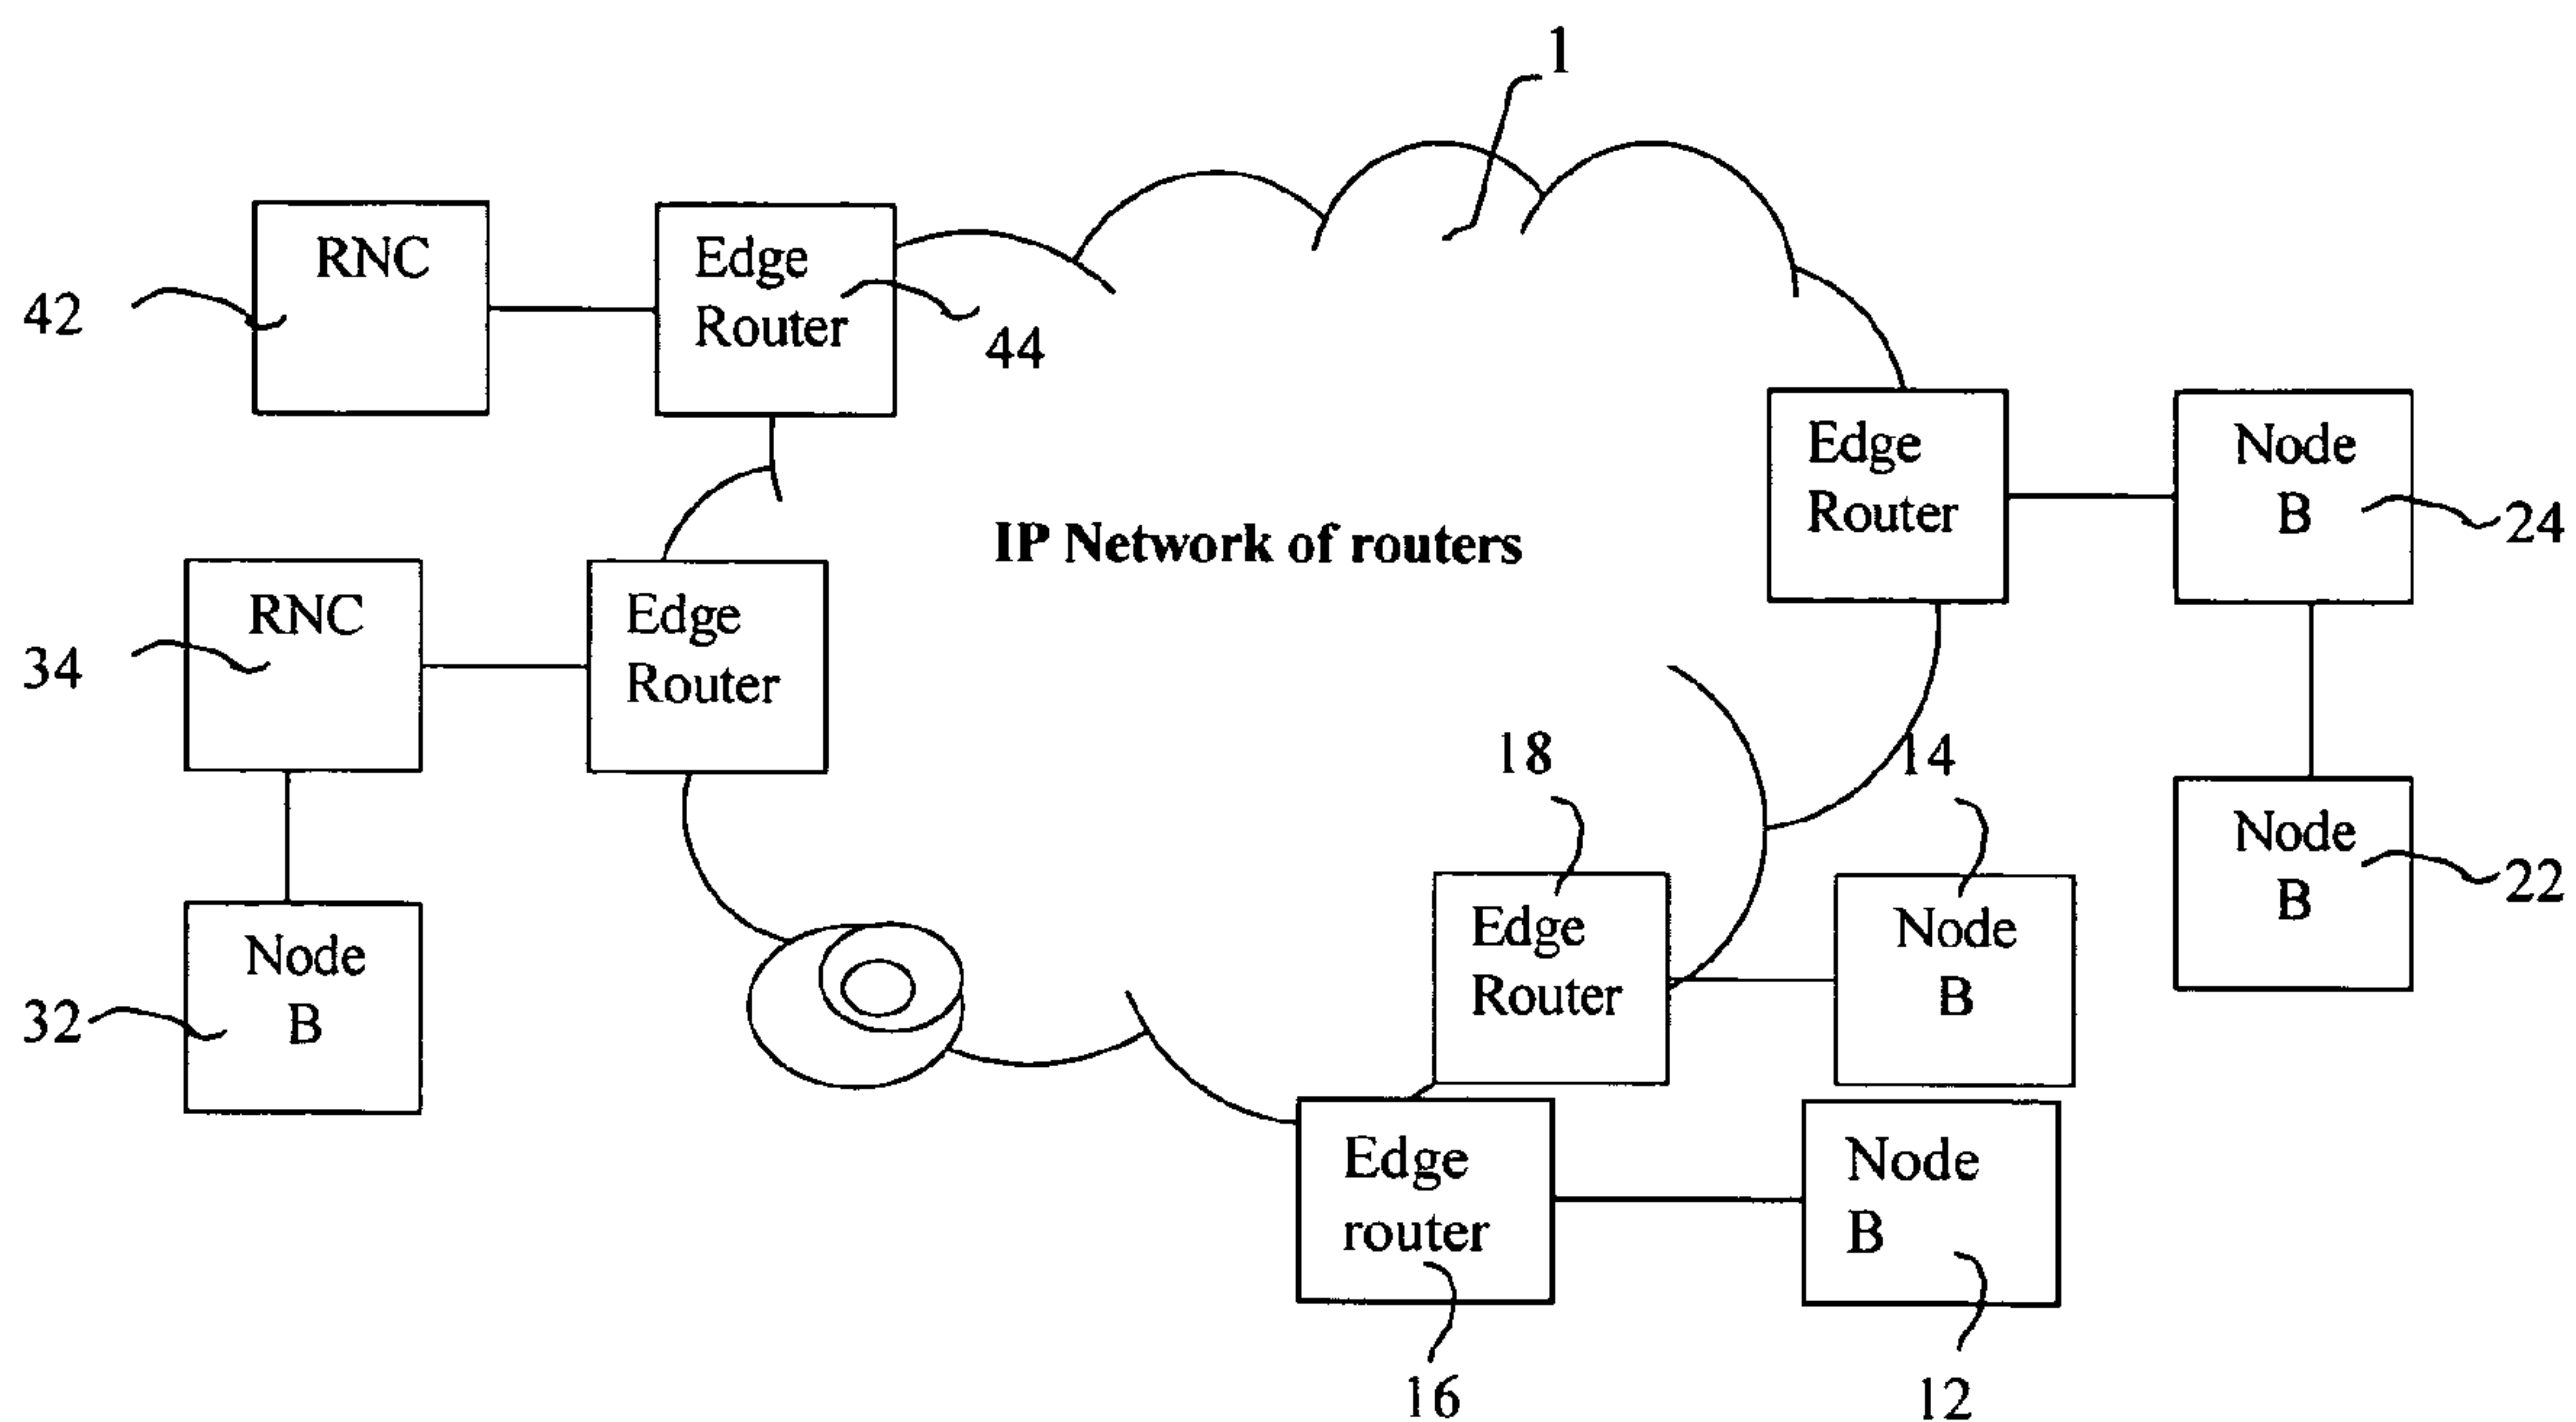 1
RNC
42
Edge
Router
44
Edge
Router
Node
B
24
IP Network of routers
RNC
34
Edge
Router
18
14
Node
B
22
Edge
Router
Node
B
Node
B
32
Edge
router
Node
B
16
12